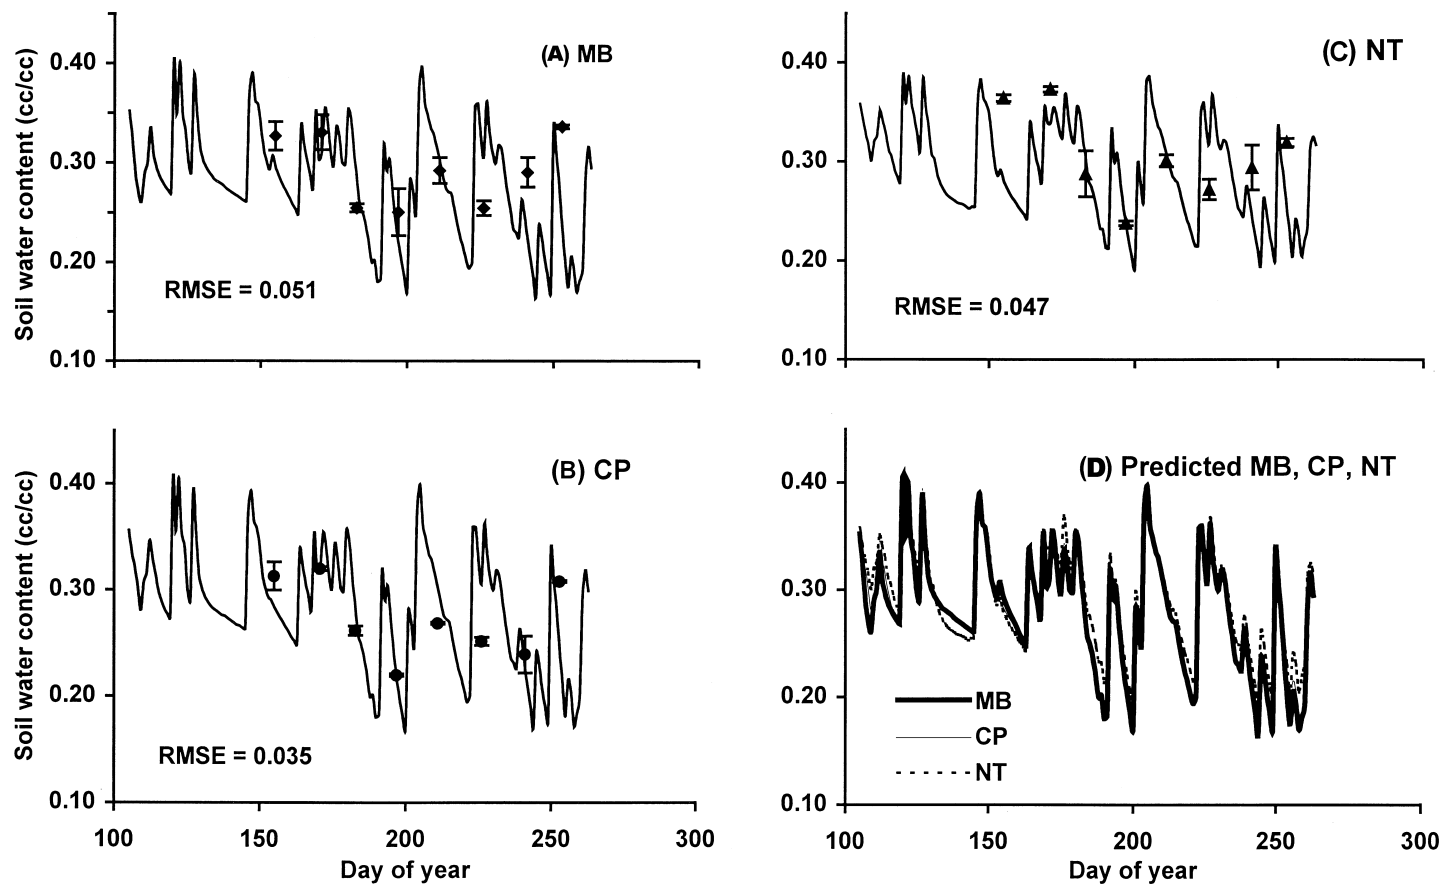 (A) MB
Soil water content (cc/cc)
0.40
0.30
0.20
0.10
RMSE = 0.051
(C) NT
0.40
0.30
0.20
0.10
RMSE = 0.047
(B) CP
Soil water content (cc/cc)
0.40
0.30
0.20
0.10
RMSE = 0.035
100 150 200 250 300
Day of year
(D) Predicted MB, CP, NT
0.40
0.30
0.20
0.10
MB
CP
NT
100 150 200 250 300
Day of year